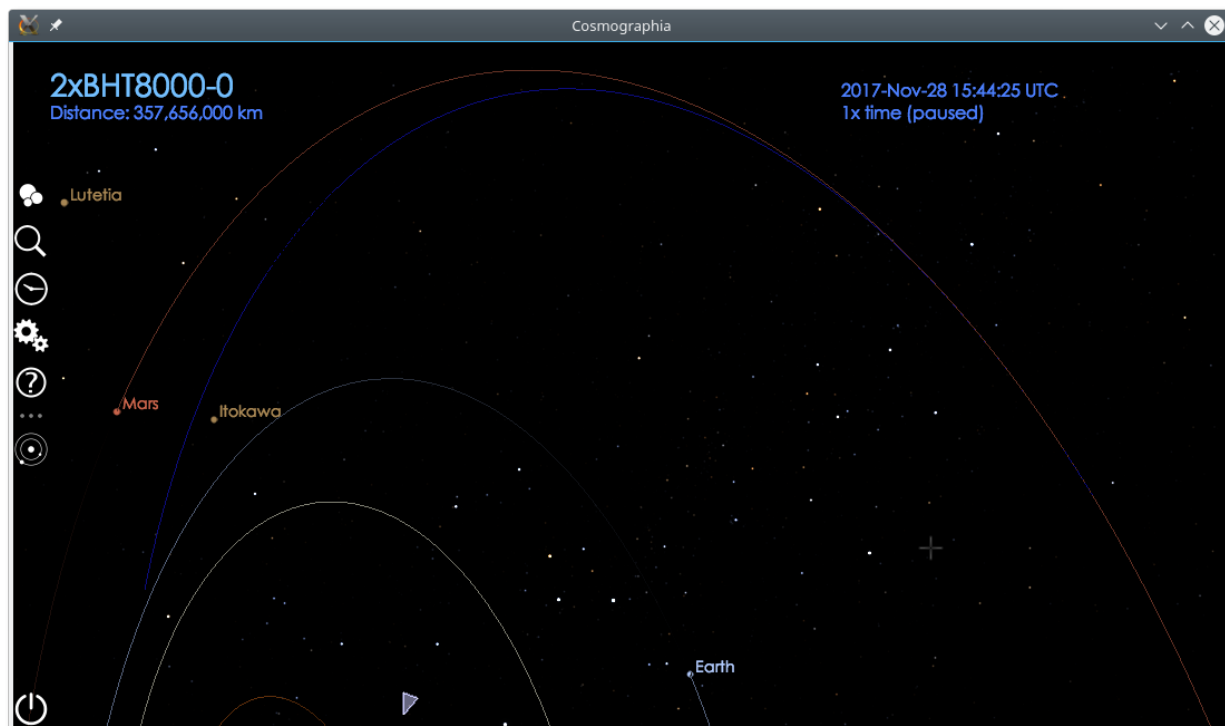 Cosmographia
2xBHT8000-0
Distance: 357,656,000 km
2017-Nov-28 15:44:25 UTC
1x time (paused)
Lutetia
Mars
Itokawa
Earth